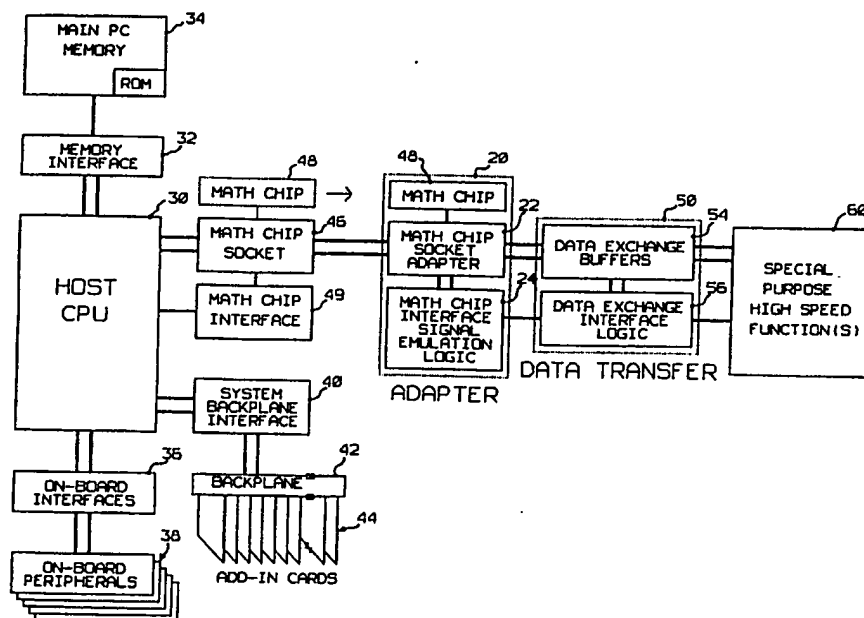 34
MAIN PC
MEMORY
ROM
32
MEMORY
INTERFACE
30
HOST
CPU
48
MATH CHIP
46
MATH CHIP
SOCKET
49
MATH CHIP
INTERFACE
48
20
MATH CHIP
22
MATH CHIP
SOCKET
ADAPTER
24
MATH CHIP
INTERFACE
SIGNAL
EMULATION
LOGIC
ADAPTER
50
54
DATA EXCHANGE
BUFFERS
56
DATA EXCHANGE
INTERFACE
LOGIC
DATA TRANSFER
60
SPECIAL
PURPOSE
HIGH SPEED
FUNCTION(S)
40
SYSTEM
BACKPLANE
INTERFACE
42
BACKPLANE
44
ADD-IN CARDS
36
ON-BOARD
INTERFACES
38
ON-BOARD
PERIPHERALS